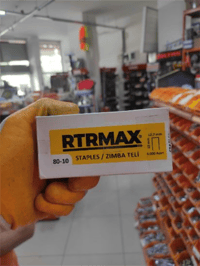 RTRMAX
80-10
STAPLES / ZIMBA TELİ